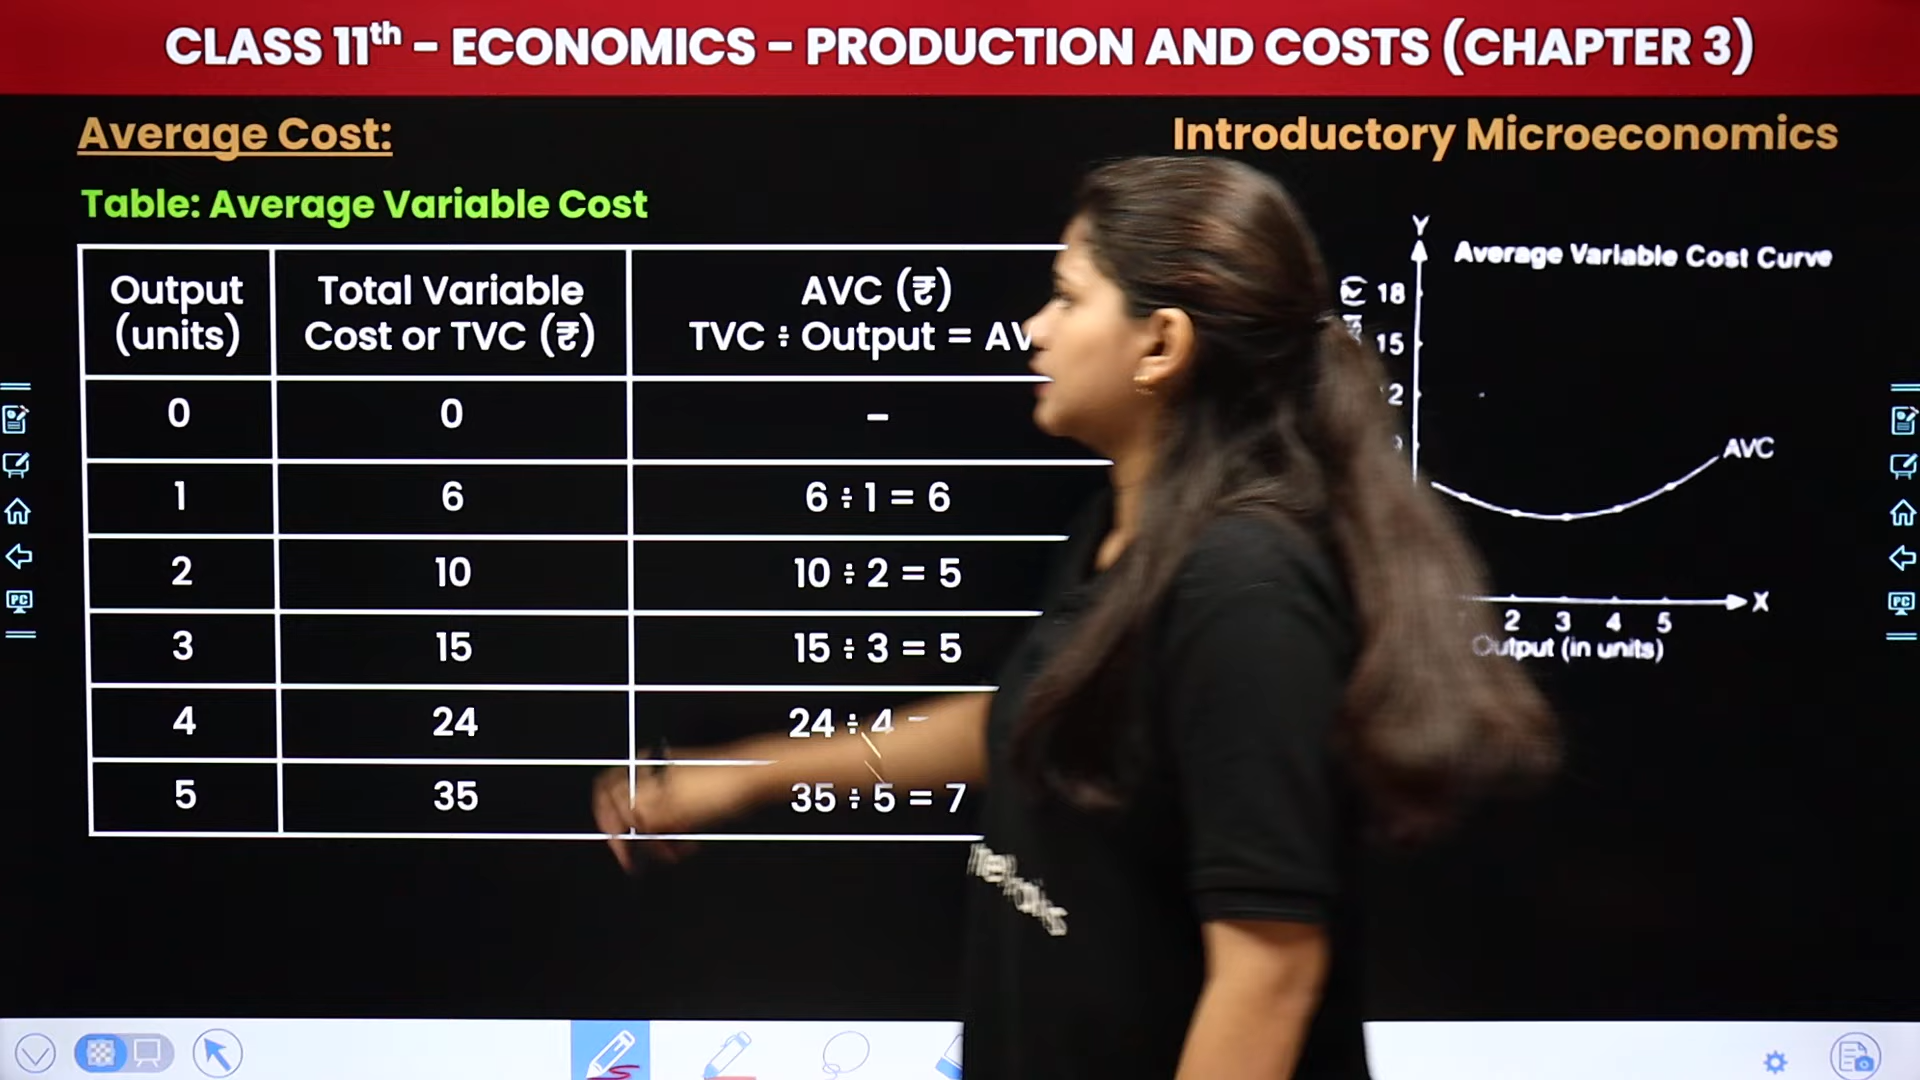 CLASS 11th – ECONOMICS – PRODUCTION AND COSTS (CHAPTER 3)
Average Cost:
Introductory Microeconomics
Table: Average Variable Cost
Output (units)
Total Variable Cost or TVC (₹)
AVC (₹)
TVC ÷ Output =
0
0
–
1
6
6 ÷ 1 = 6
2
10
10 ÷ 2 = 5
3
15
15 ÷ 3 = 5
4
24
24 ÷ 4
5
35
35 ÷ 5 = 7
Y
Average Variable Cost Curve
18
15
AVC
X
2 3 4 5
Output (in units)
PC
PC